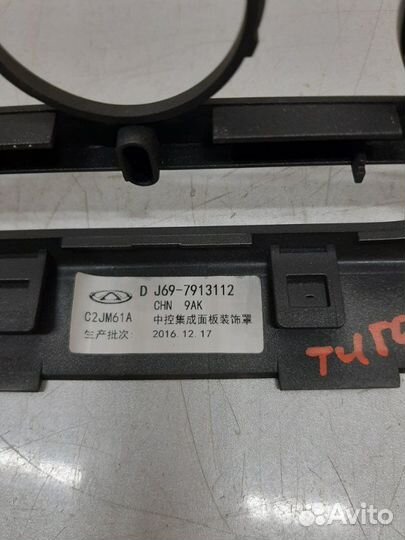 D J69-7913112
CHN 9AK
C2JM61A 中控集成面板装饰罩
生产批次: 2016.12.17
тиго
Avito